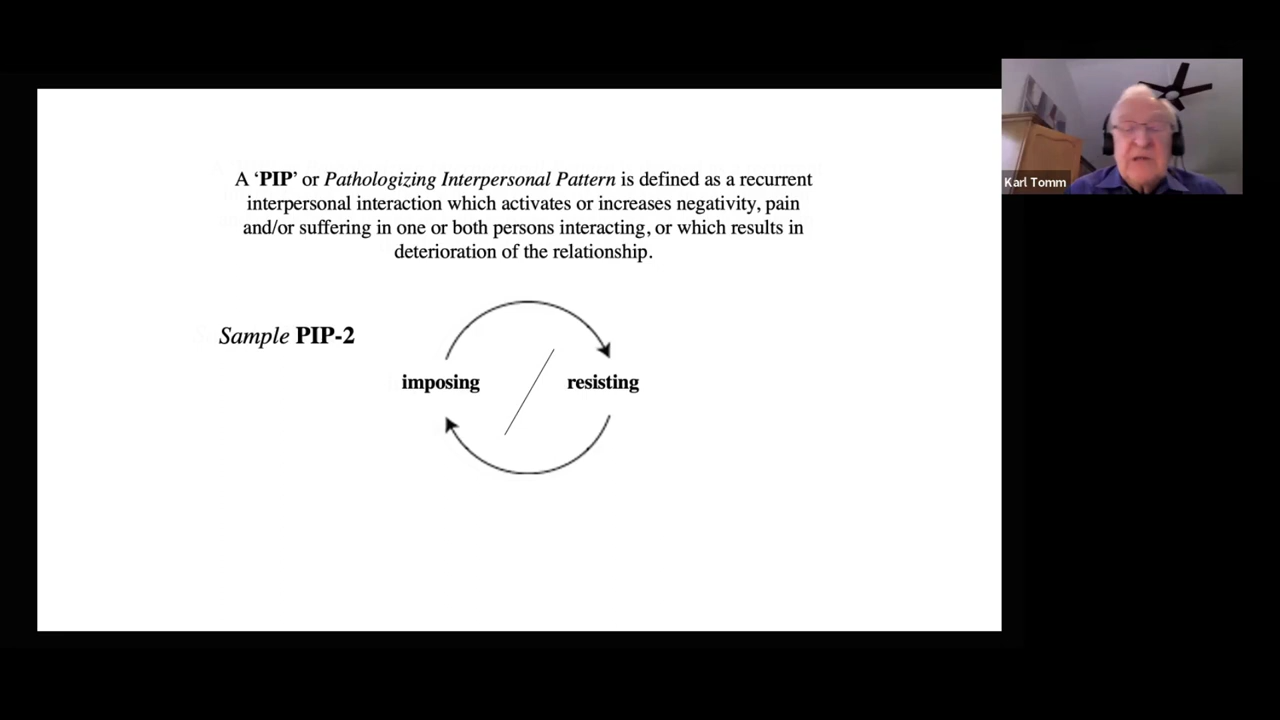 A ‘PIP’ or Pathologizing Interpersonal Pattern is defined as a recurrent
interpersonal interaction which activates or increases negativity, pain
and/or suffering in one or both persons interacting, or which results in
deterioration of the relationship.
Sample PIP-2
imposing
resisting
Karl Tomm